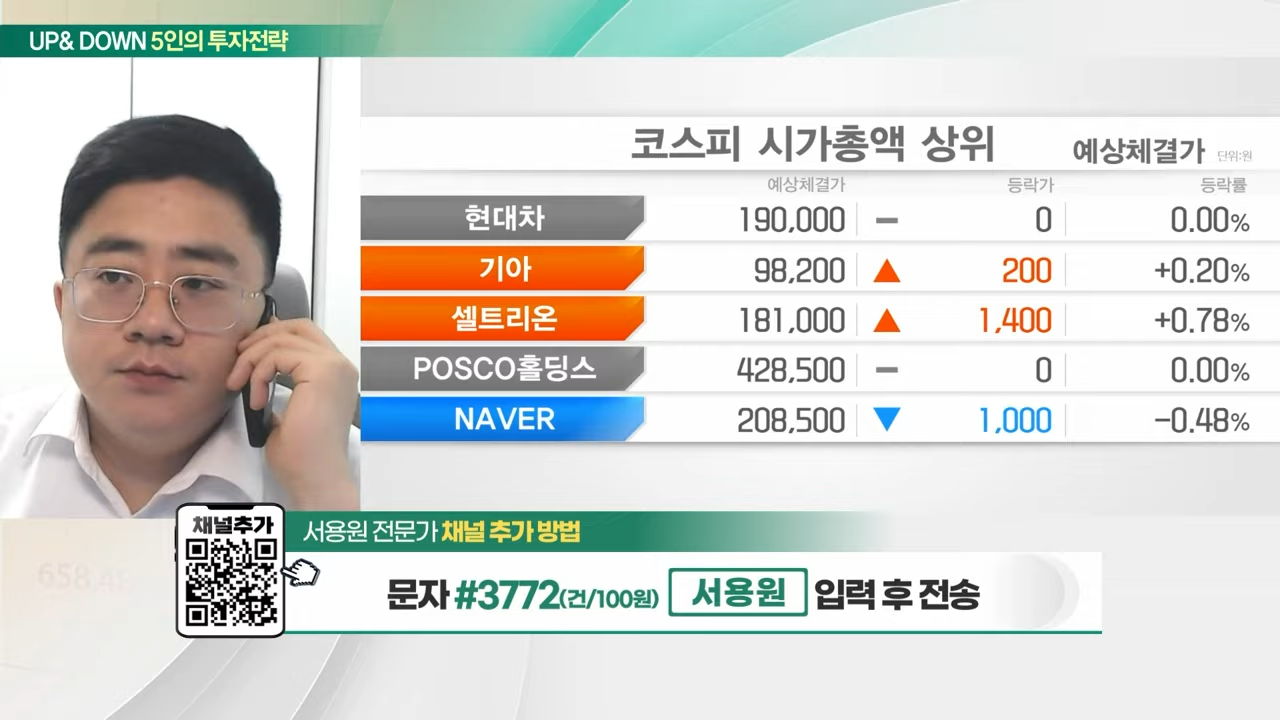 UP& DOWN 5인의 투자전략
코스피 시가총액 상위 예상체결가 단위:원
예상체결가 등락가 등락률
현대차 190,000 0 0.00%
기아 98,200 ▲ 200 +0.20%
셀트리온 181,000 ▲ 1,400 +0.78%
POSCO홀딩스 428,500 0 0.00%
NAVER 208,500 ▼ 1,000 -0.48%
채널추가
서용원 전문가 채널 추가 방법
문자 #3772(건/100원) 서용원 입력 후 전송